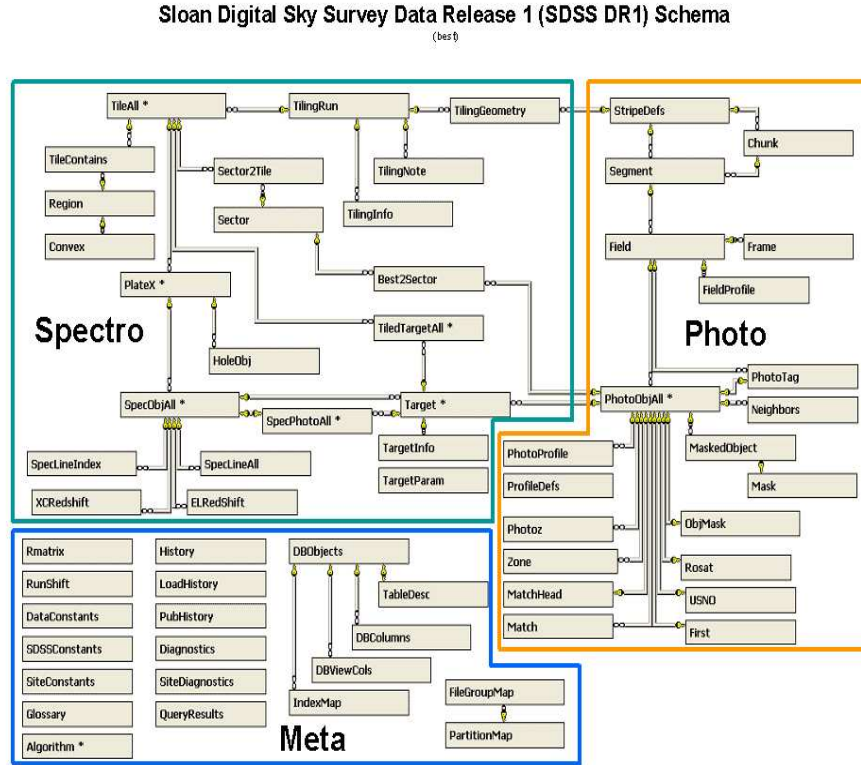 Sloan Digital Sky Survey Data Release 1 (SDSS DR1) Schema
(best)
TileAll *
TilingRun
TilingGeometry
StripeDefs
Chunk
TileContains
Sector2Tile
TilingNote
Segment
Region
Sector
TilingInfo
Convex
Field
Frame
PlateX *
Best2Sector
FieldProfile
Spectro
TiledTargetAll *
Photo
HoleObj
PhotoTag
SpecObjAll *
Target *
PhotoObjAll *
Neighbors
SpecPhotoAll *
SpecLineIndex
SpecLineAll
TargetInfo
PhotoProfile
MaskedObject
TargetParam
ProfileDefs
Mask
XCRedshift
ELRedShift
Photoz
ObjMask
Zone
Rosat
MatchHead
USNO
Match
First
Rmatrix
History
DBObjects
RunShift
LoadHistory
TableDesc
DataConstants
PubHistory
SDSSConstants
Diagnostics
DBColumns
SiteConstants
SiteDiagnostics
DBViewCols
Glossary
QueryResults
IndexMap
FileGroupMap
Algorithm *
Meta
PartitionMap